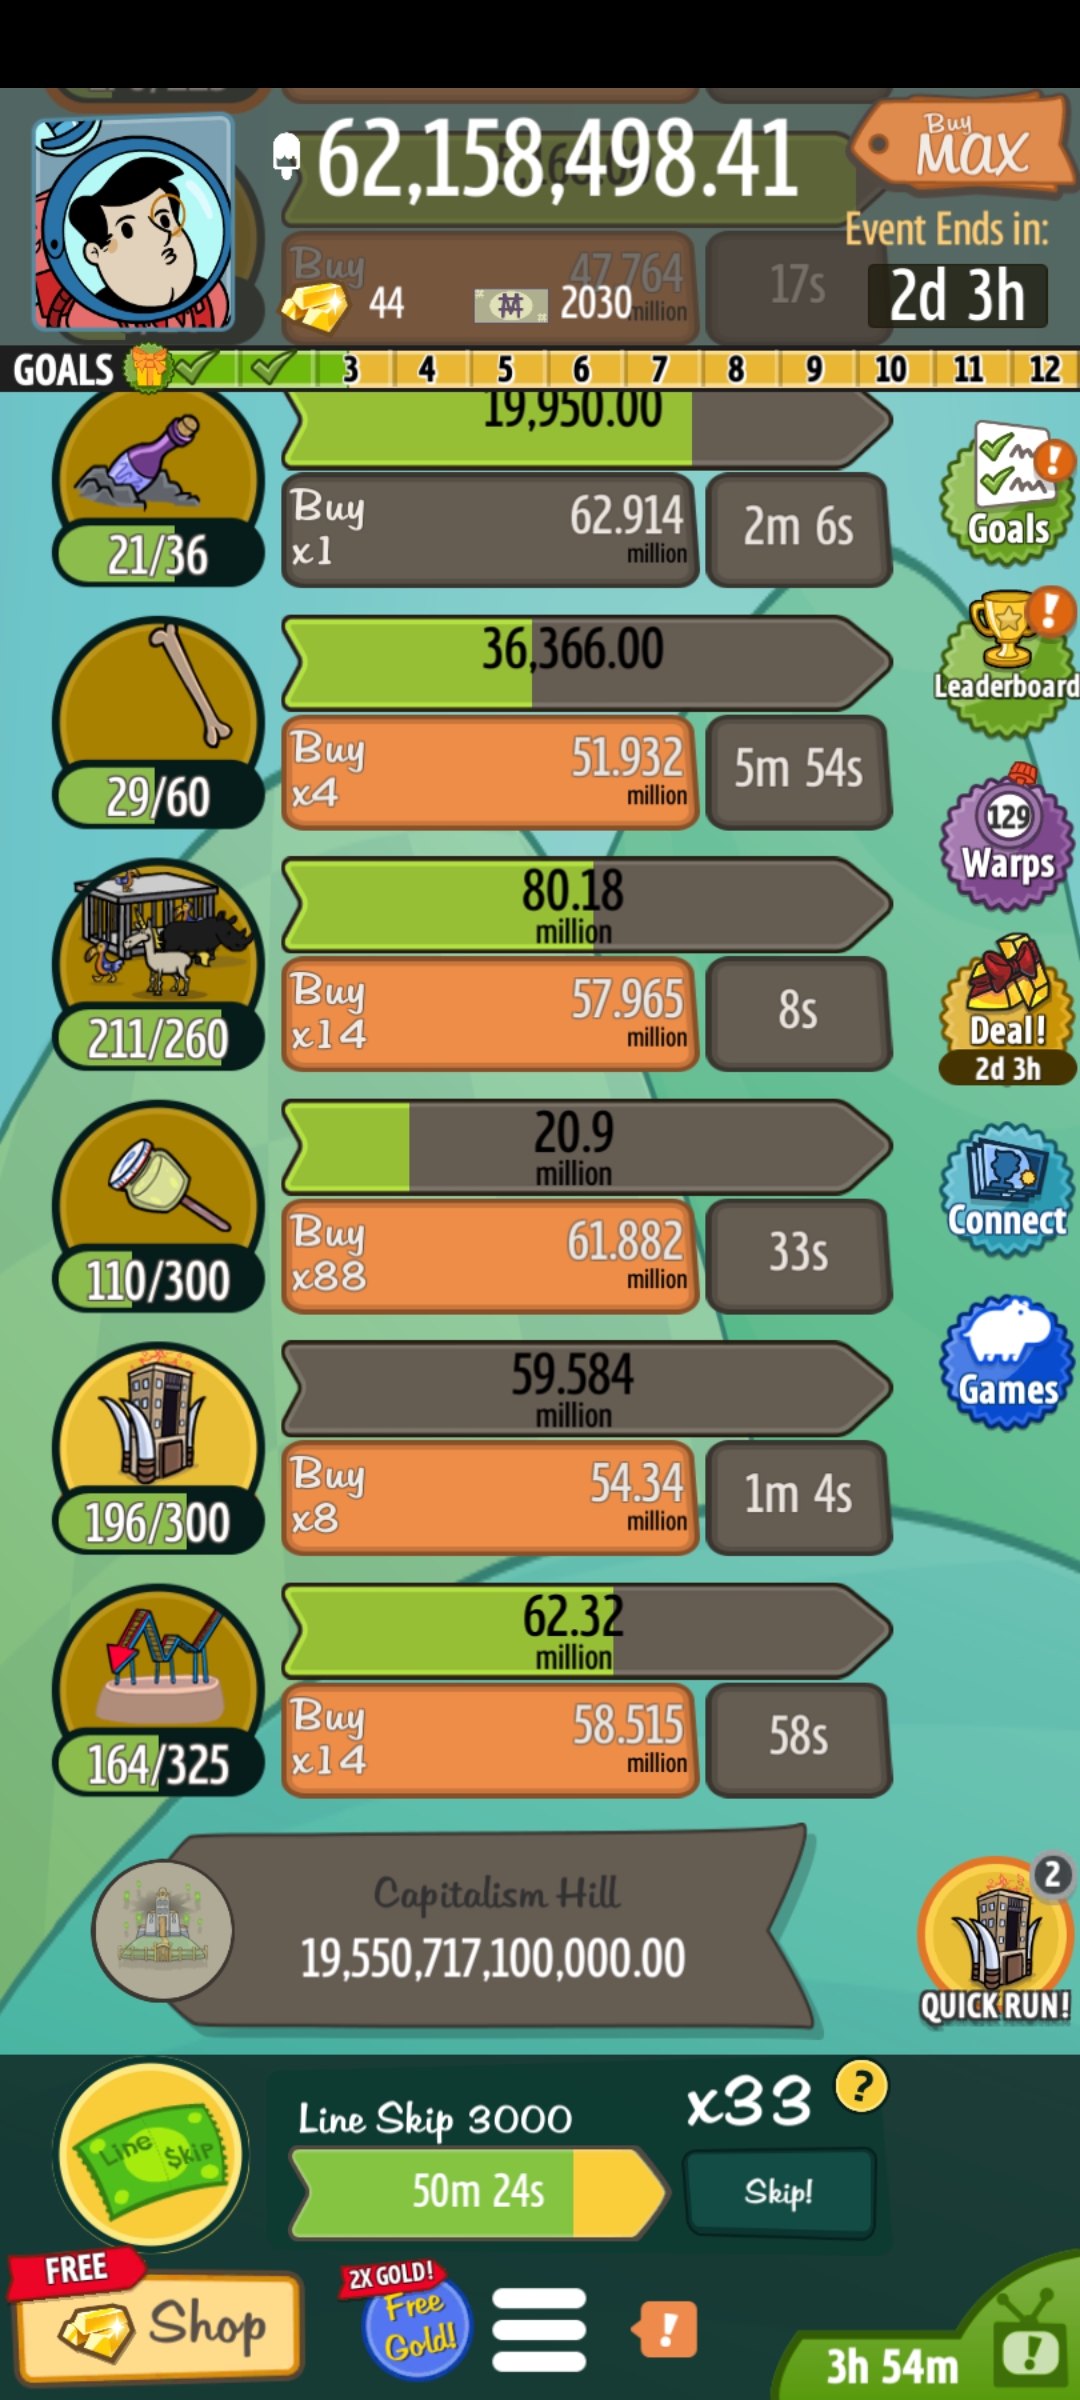 62,158,498.41
Buy
MAX
Event Ends in:
2d 3h
Buy
47.764
million
17s
44
2030
GOALS
3 4 5 6 7 8 9 10 11 12
19,950.00
21/36
Buy
x1
62.914
million
2m 6s
Goals
36,366.00
29/60
Buy
x4
51.932
million
5m 54s
Leaderboard
129
Warps
80.18
million
211/260
Buy
x14
57.965
million
8s
Deal!
2d 3h
20.9
million
110/300
Buy
x88
61.882
million
33s
Connect
59.584
million
196/300
Buy
x8
54.34
million
1m 4s
Games
62.32
million
164/325
Buy
x14
58.515
million
58s
Capitalism Hill
19,550,717,100,000.00
2
QUICK RUN!
Line $kip
Line Skip 3000
50m 24s
x33
?
Skip!
FREE
Shop
2X GOLD!
Free
Gold!
!
3h 54m